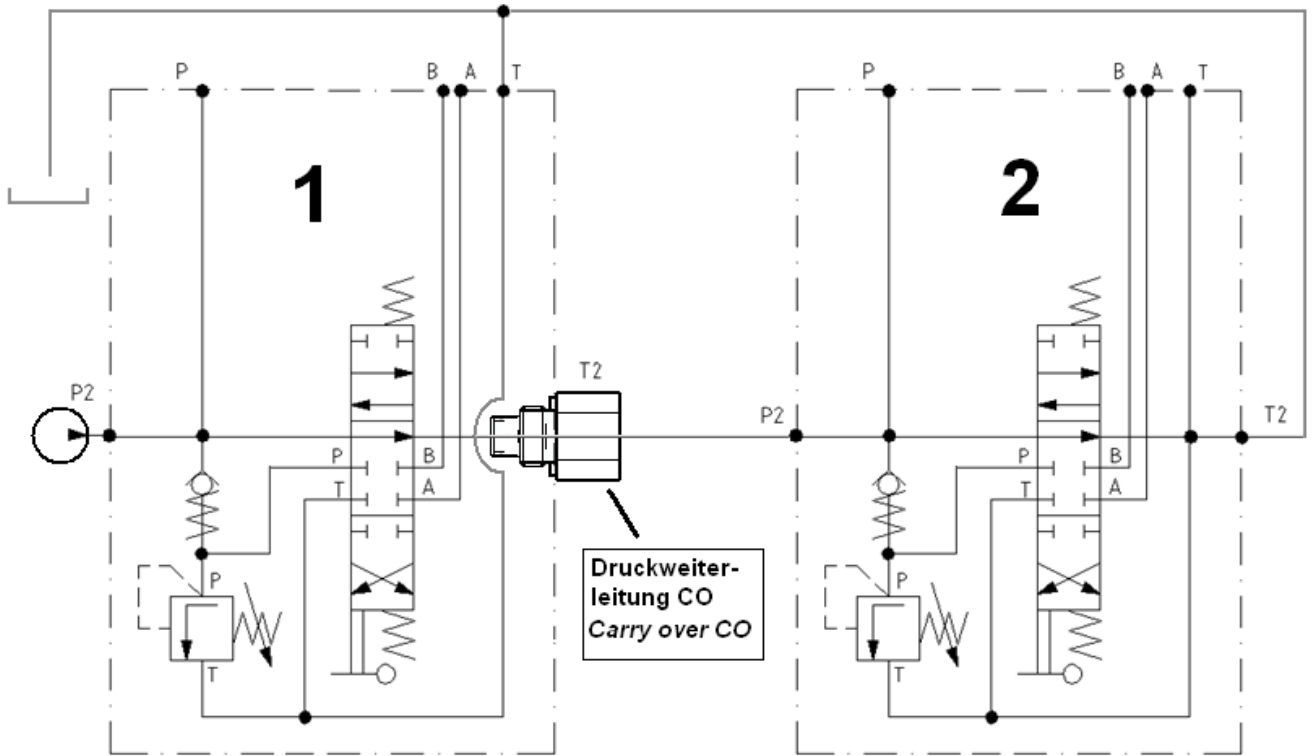 P B A T P B A T
1 2
T2
P2 P2 T2
P B P B
T A T A
Druckweiter-
leitung CO
Carry over CO
P P
T T